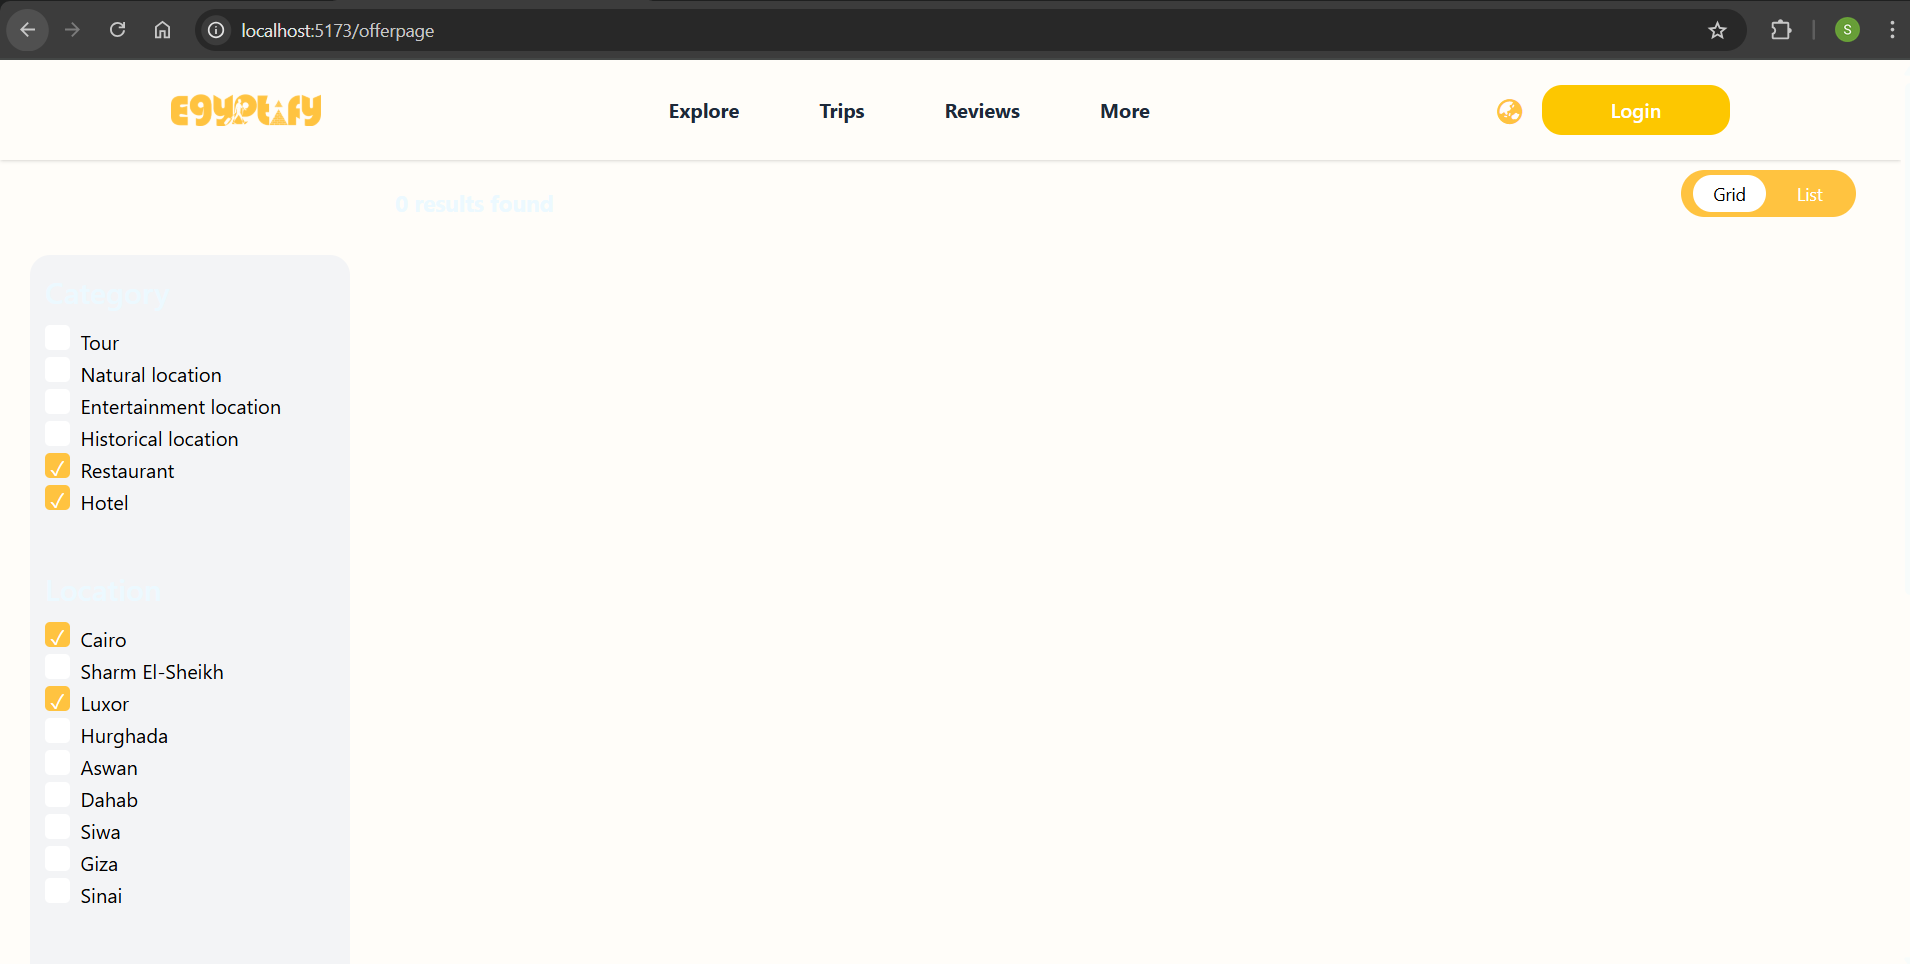 localhost:5173/offerpage
S
Egyptify
Explore
Trips
Reviews
More
Login
0 results found
Grid
List
Category
Tour
Natural location
Entertainment location
Historical location
Restaurant
Hotel
Location
Cairo
Sharm El-Sheikh
Luxor
Hurghada
Aswan
Dahab
Siwa
Giza
Sinai